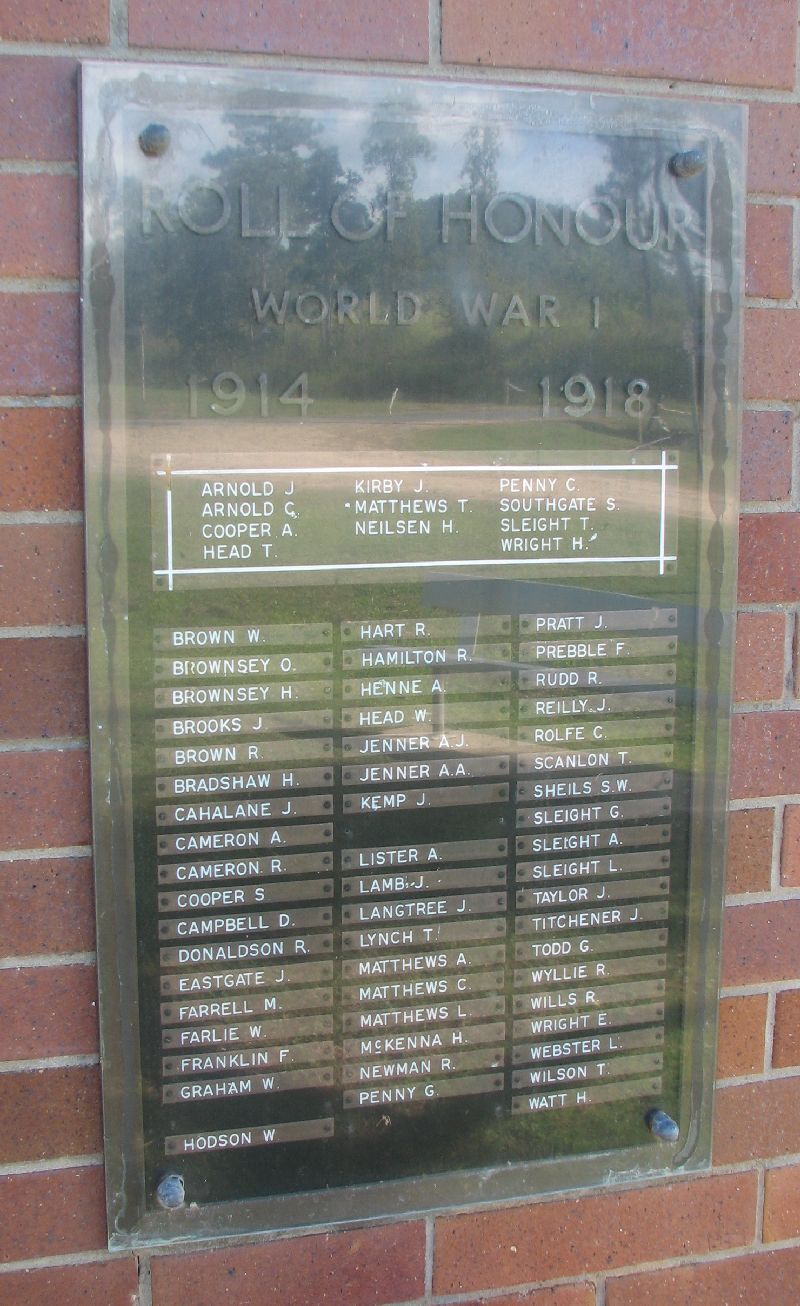 ROLL OF HONOUR
WORLD WAR I
1914 1918
ARNOLD J
ARNOLD C.
COOPER A.
HEAD T.
KIRBY J.
MATTHEWS T.
NEILSEN H.
PENNY C.
SOUTHGATE S.
SLEIGHT T.
WRIGHT H.
BROWN W.
BROWNSEY O.
BROWNSEY H.
BROOKS J.
BROWN R.
BRADSHAW H.
CAHALANE J.
CAMERON A.
CAMERON R.
COOPER S
CAMPBELL D.
DONALDSON R.
EASTGATE J.
FARRELL M.
FARLIE W.
FRANKLIN F.
GRAHAM W.
HODSON W
HART R.
HAMILTON R.
HENNE A.
HEAD W.
JENNER A.J.
JENNER A.A.
KEMP J.
LISTER A.
LAMB J.
LANGTREE J.
LYNCH T.
MATTHEWS A.
MATTHEWS C.
MATTHEWS L
McKENNA H.
NEWMAN R.
PENNY G.
PRATT J.
PREBBLE F.
RUDD R.
REILLY J.
ROLFE C.
SCANLON T.
SHEILS S.W.
SLEIGHT G.
SLEIGHT A.
SLEIGHT L.
TAYLOR J.
TITCHENER J.
TODD G.
WYLLIE R.
WILLS R.
WRIGHT E.
WEBSTER L.
WILSON T.
WATT H.